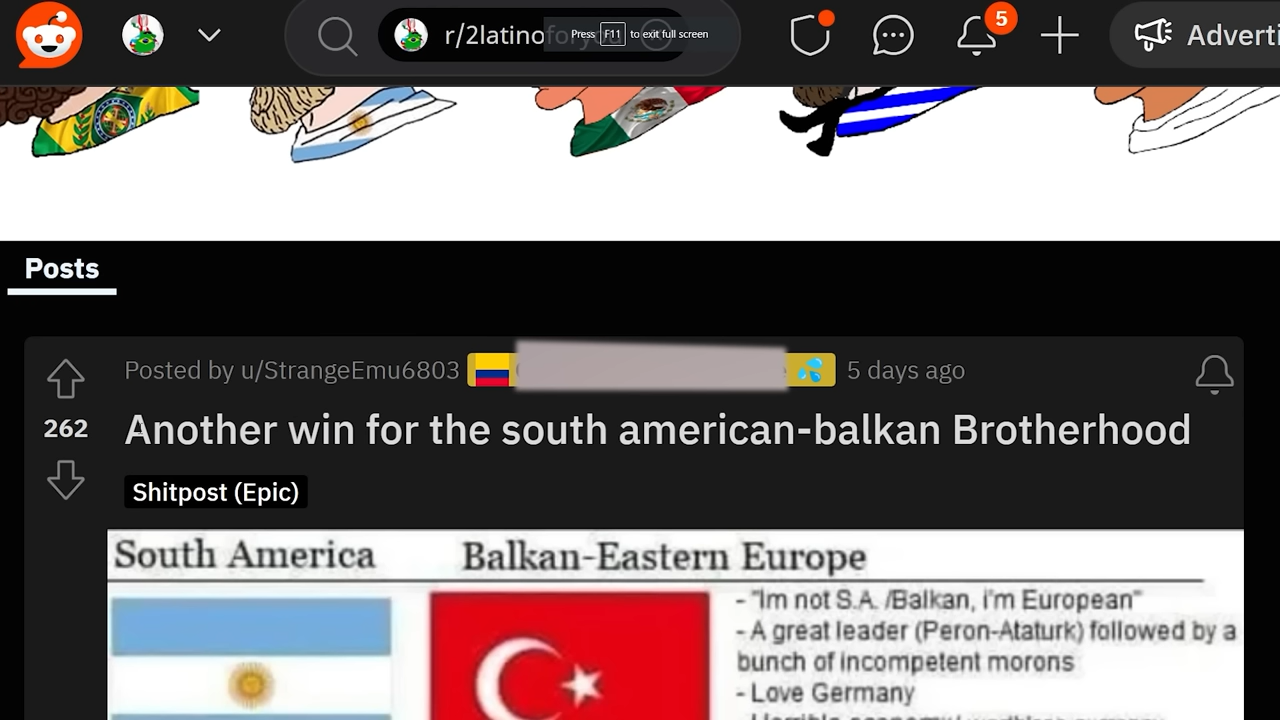 r/2latinoforyou
Press F11 to exit full screen
5
Adverti
Posts
Posted by u/StrangeEmu6803
5 days ago
262
Another win for the south american-balkan Brotherhood
Shitpost (Epic)
South America
Balkan-Eastern Europe
- "Im not S.A. /Balkan, i'm European"
- A great leader (Peron-Ataturk) followed by a
bunch of incompetent morons
- Love Germany